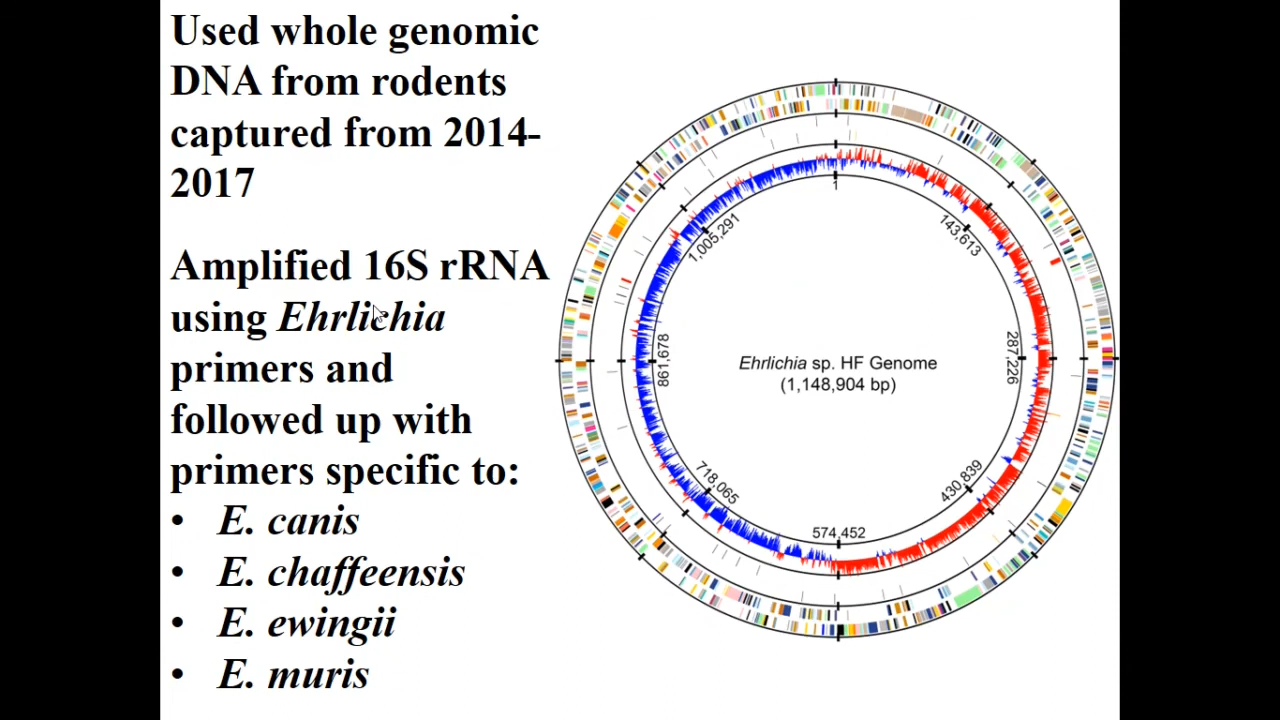 Used whole genomic
DNA from rodents
captured from 2014-
2017
Amplified 16S rRNA
using Ehrlichia
primers and
followed up with
primers specific to:
• E. canis
• E. chaffeensis
• E. ewingii
• E. muris
1
143,613
287,226
430,839
574,452
718,065
861,678
1,005,291
Ehrlichia sp. HF Genome
(1,148,904 bp)